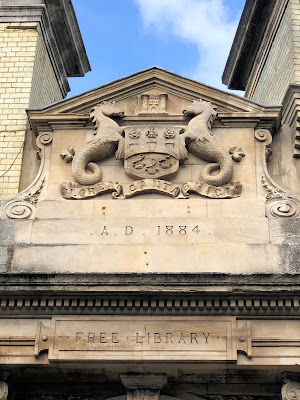 A . D . 1884 .
FREE · LIBRARY